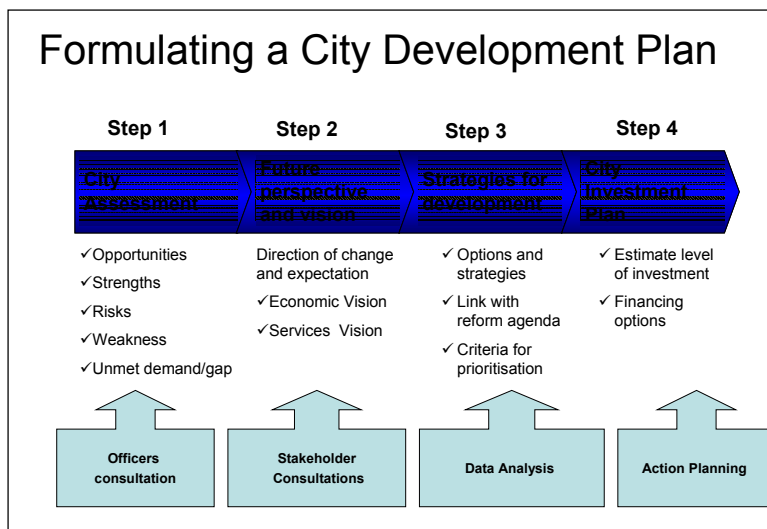 Formulating a City Development Plan
Step 1
Step 2
Step 3
Step 4
City
Assessment
Future
perspective
and vision
Strategies for
development
City
Investment
Plan
✓Opportunities
✓Strengths
✓Risks
✓Weakness
✓Unmet demand/gap
Direction of change
and expectation
✓Economic Vision
✓Services Vision
✓ Options and
strategies
✓ Link with
reform agenda
✓ Criteria for
prioritisation
✓ Estimate level
of investment
✓ Financing
options
Officers
consultation
Stakeholder
Consultations
Data Analysis
Action Planning